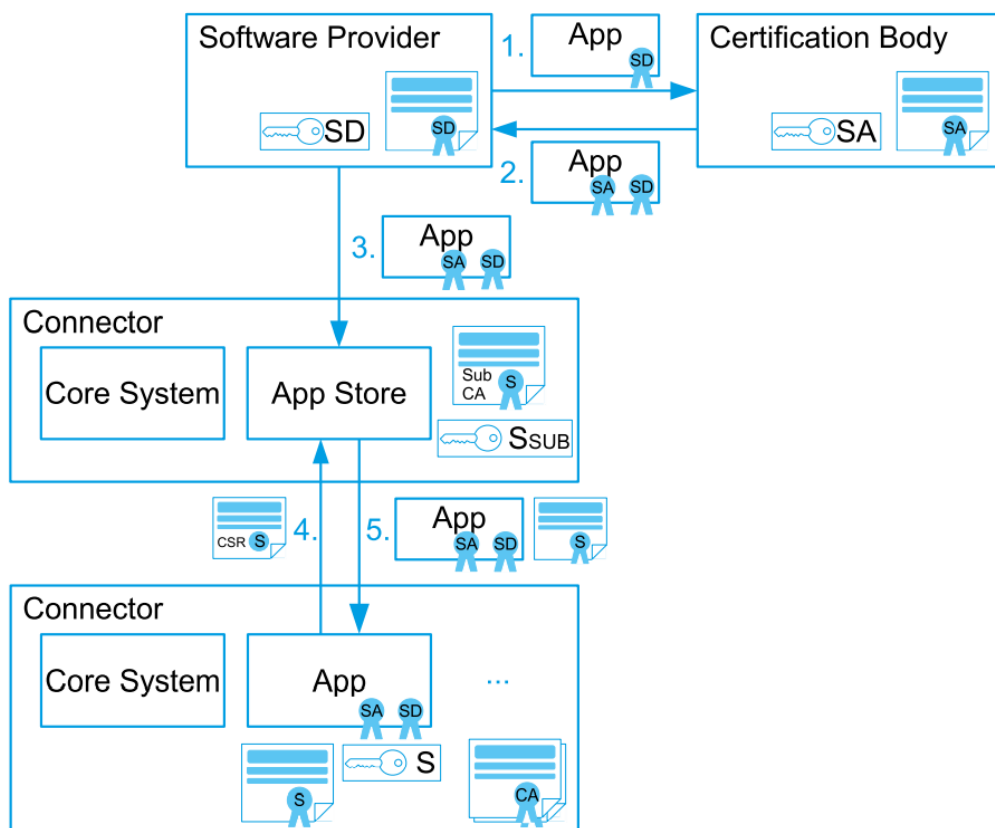 Software Provider
SD
SD
1.
App
SD
Certification Body
SA
SA
2.
App
SA SD
3.
App
SA SD
Connector
Core System
App Store
Sub
CA
S
SSUB
CSR S
4.
5.
App
SA SD
S
Connector
Core System
App
SA SD
...
S
S
CA